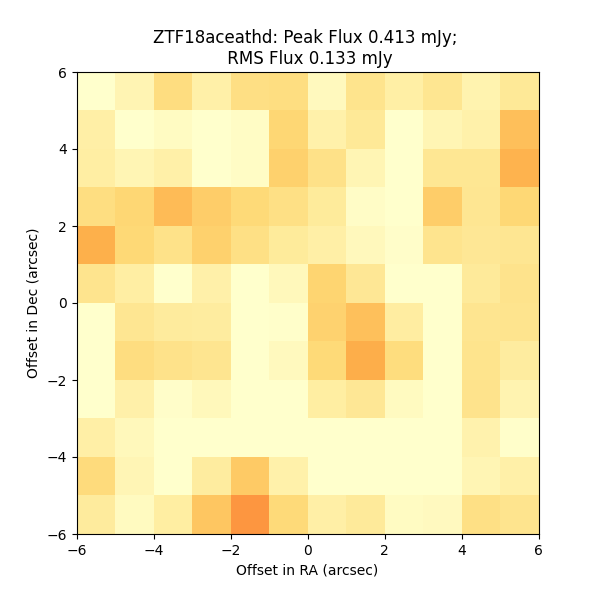 ZTF18aceathd: Peak Flux 0.413 mJy;
RMS Flux 0.133 mJy
6
4
2
0
−2
−4
−6
Offset in Dec (arcsec)
−6 −4 −2 0 2 4 6
Offset in RA (arcsec)